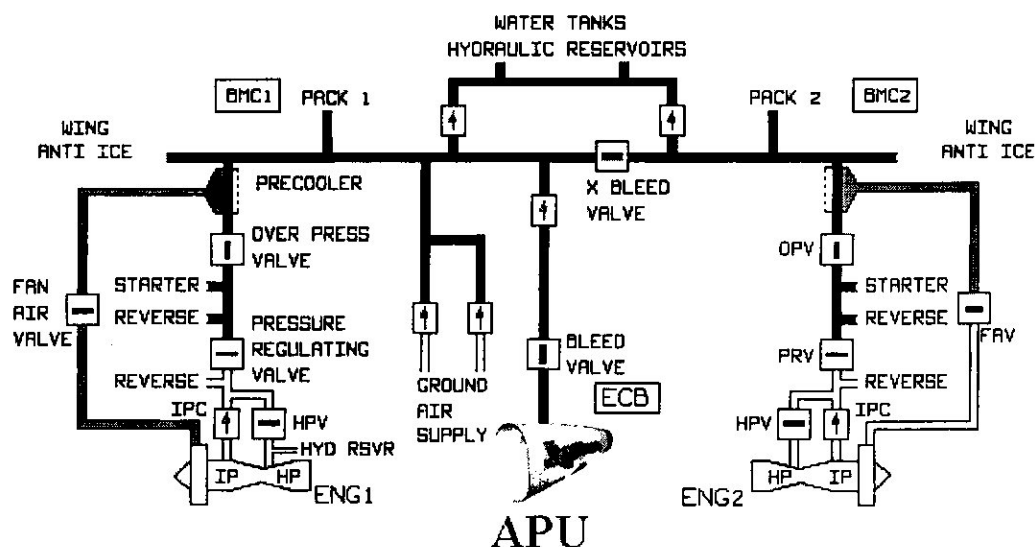 WATER TANKS
HYDRAULIC RESERVOIRS
BMC1
PACK 1
PACK 2
BMC2
WING
ANTI ICE
WING
ANTI ICE
PRECOOLER
X BLEED
VALVE
OVER PRESS
VALVE
OPV
FAN
AIR
VALVE
STARTER
STARTER
REVERSE
REVERSE
FAV
PRESSURE
REGULATING
VALVE
BLEED
VALVE
PRV
REVERSE
REVERSE
GROUND
AIR
SUPPLY
ECB
IPC
HPV
HPV
IPC
HYD RSVR
IP
HP
ENG1
HP
IP
ENG2
APU